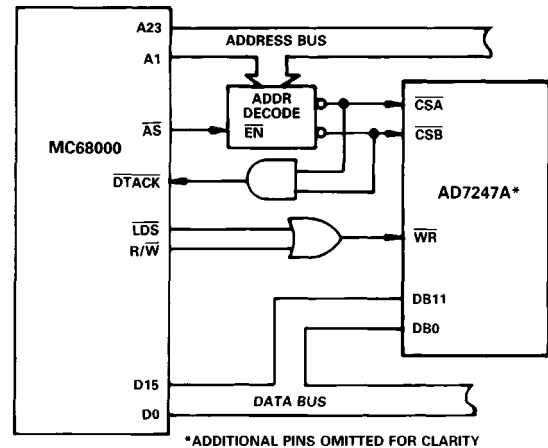 A23
ADDRESS BUS
A1
ADDR
DECODE
EN
CSA
CSB
AS
MC68000
DTACK
AD7247A*
LDS
R/W
WR
DB11
DB0
D15
D0
DATA BUS
*ADDITIONAL PINS OMITTED FOR CLARITY